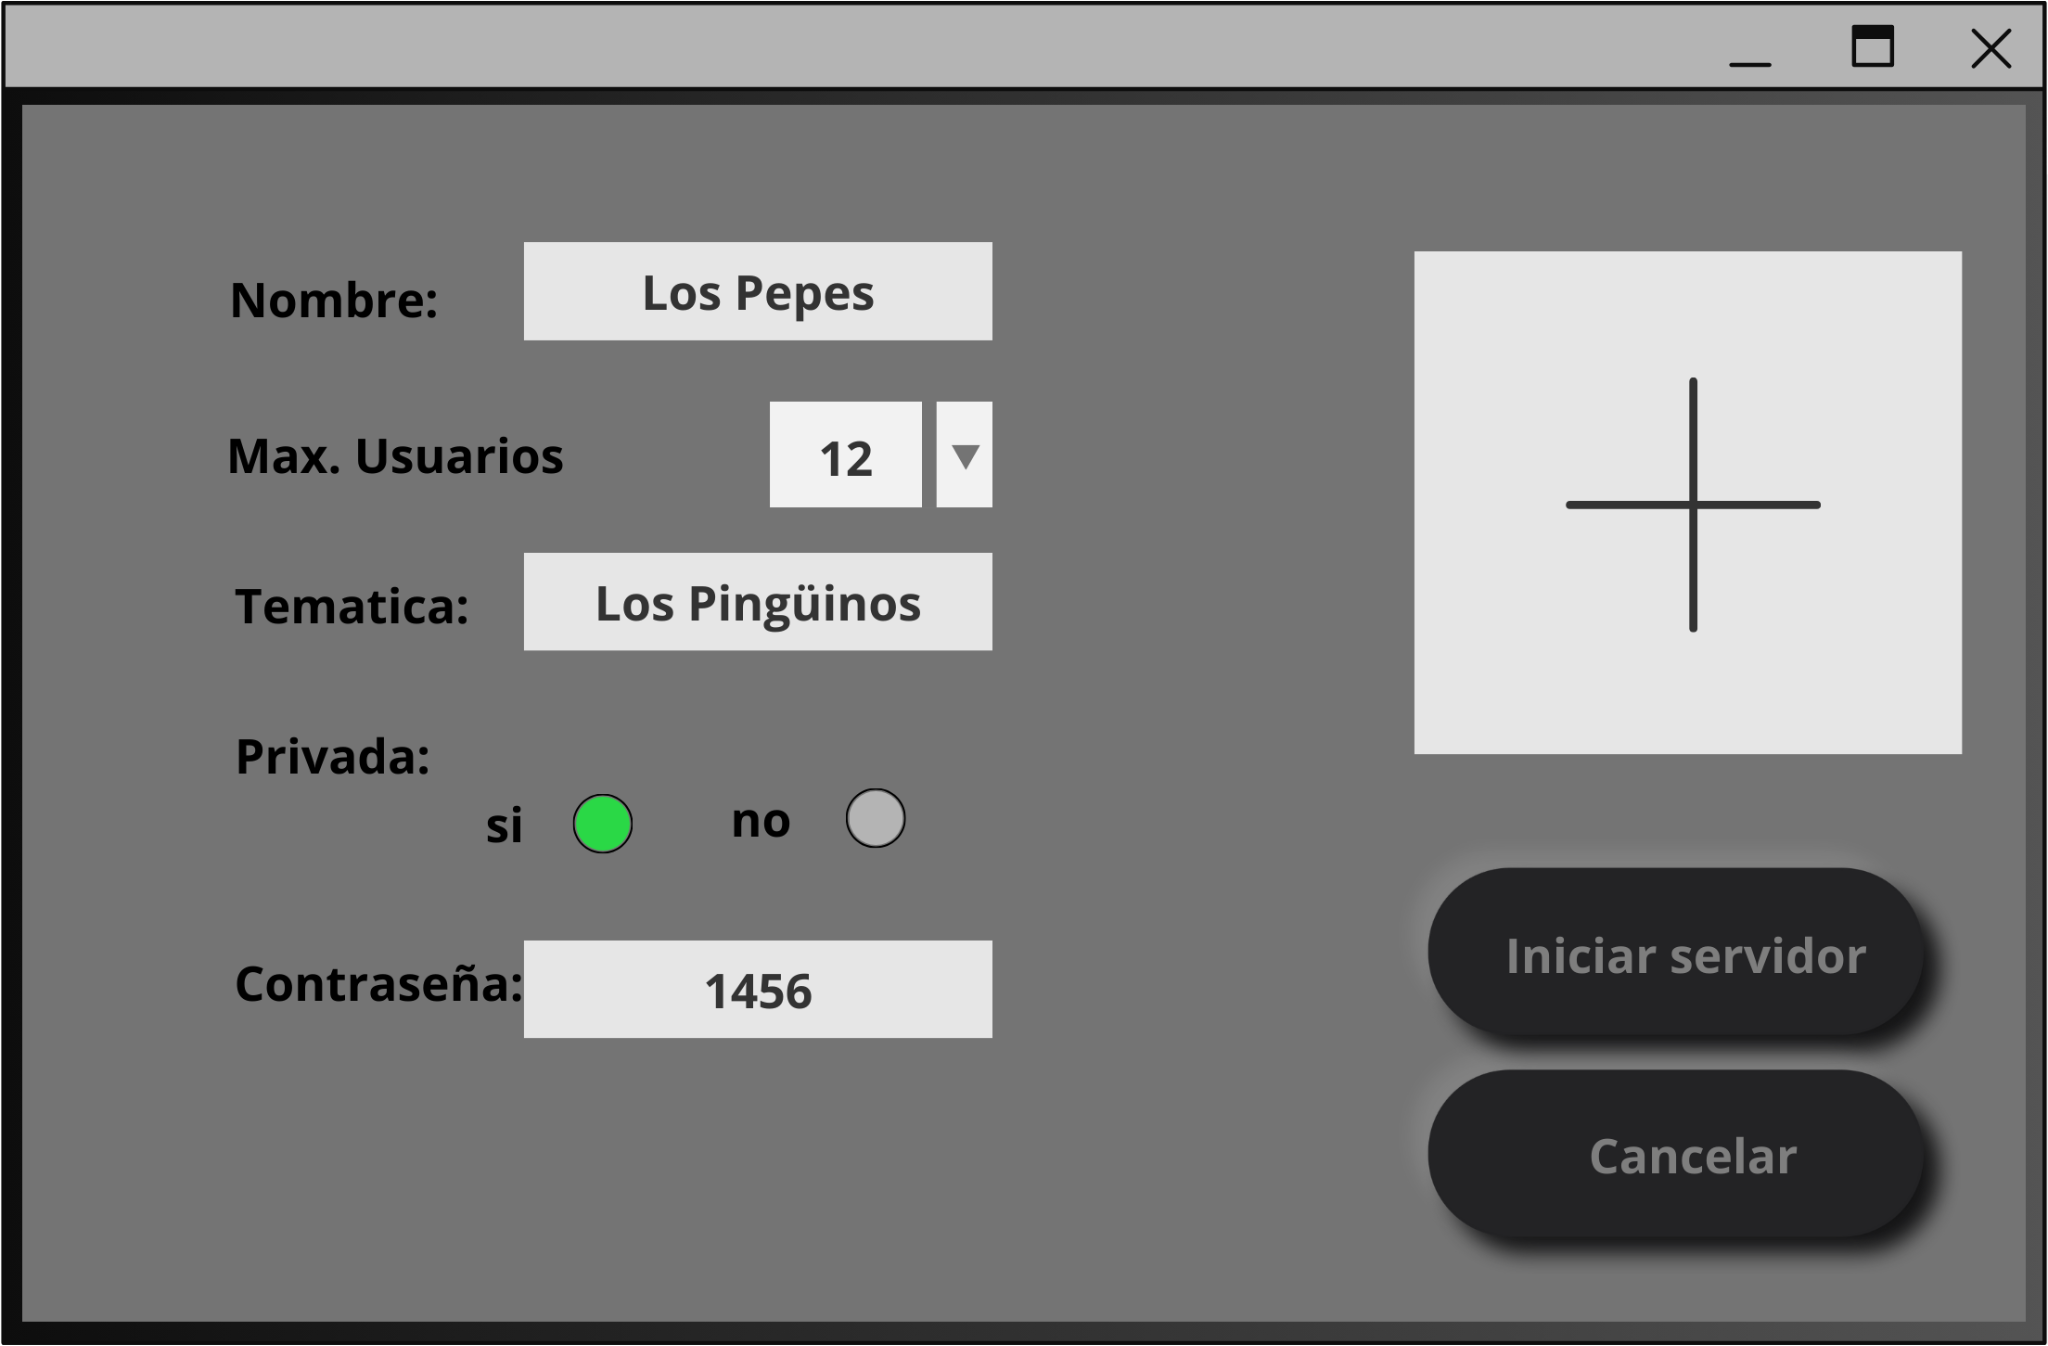 Nombre: Los Pepes
Max. Usuarios 12
Tematica: Los Pingüinos
Privada:
si no
Contraseña: 1456
Iniciar servidor
Cancelar